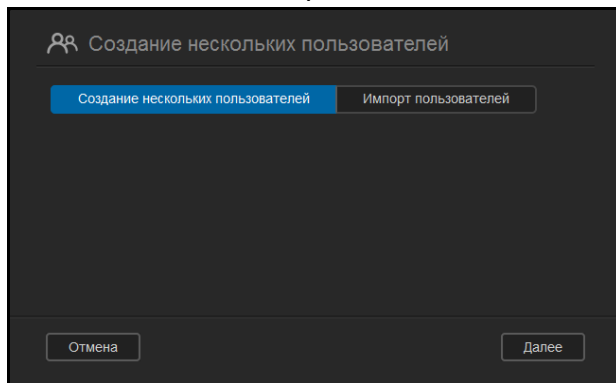 Создание нескольких пользователей
Создание нескольких пользователей Импорт пользователей
Отмена Далее